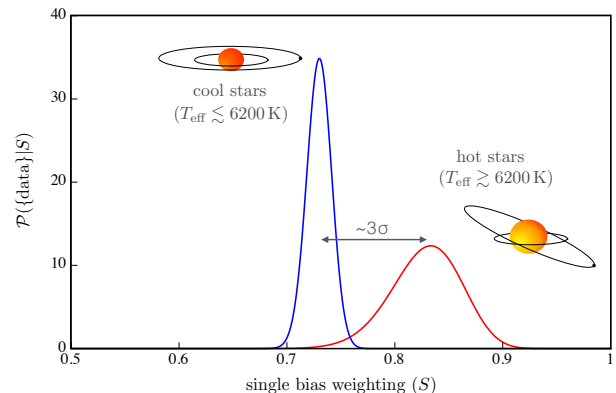 40
30
20
10
0
0.5
0.6
0.7
0.8
0.9
1
𝒫({data}|S)
cool stars
(T_eff ≲ 6200 K)
hot stars
(T_eff ≳ 6200 K)
~3σ
single bias weighting (S)